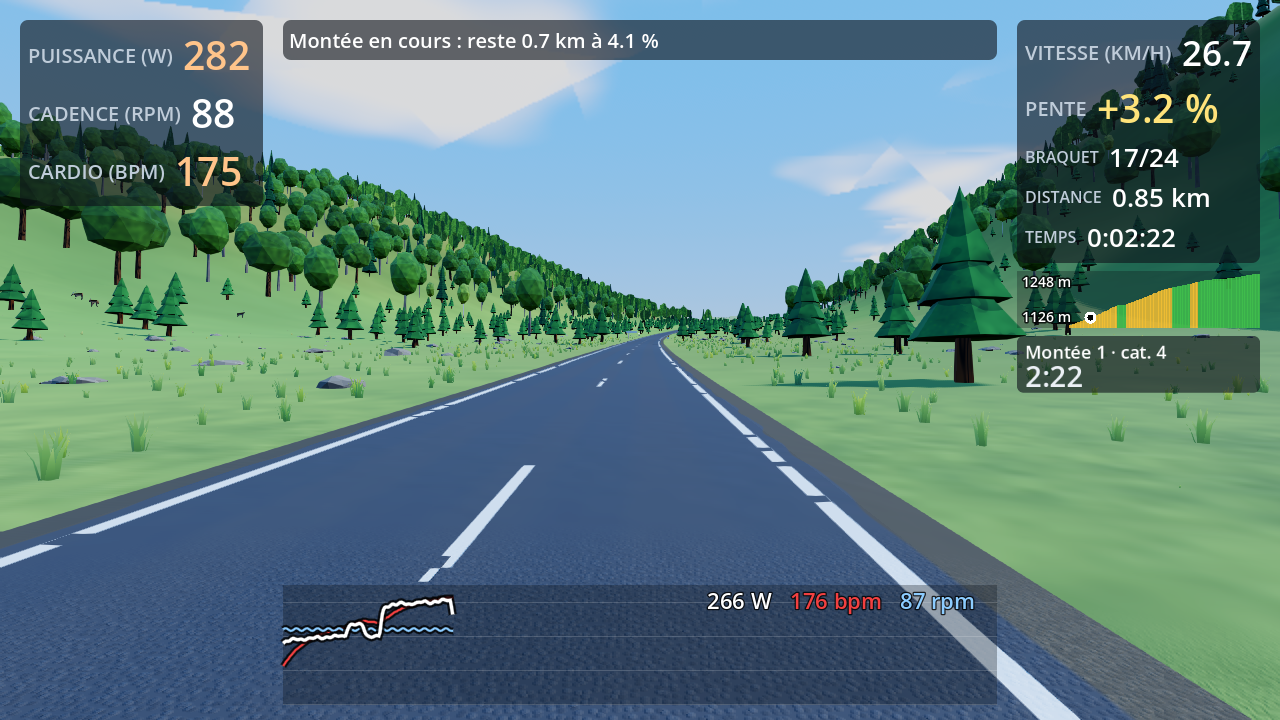 PUISSANCE (W) 282
CADENCE (RPM) 88
CARDIO (BPM) 175
Montée en cours : reste 0.7 km à 4.1 %
VITESSE (KM/H) 26.7
PENTE +3.2 %
BRAQUET 17/24
DISTANCE 0.85 km
TEMPS 0:02:22
1248 m
1126 m
Montée 1 · cat. 4
2:22
266 W 176 bpm 87 rpm